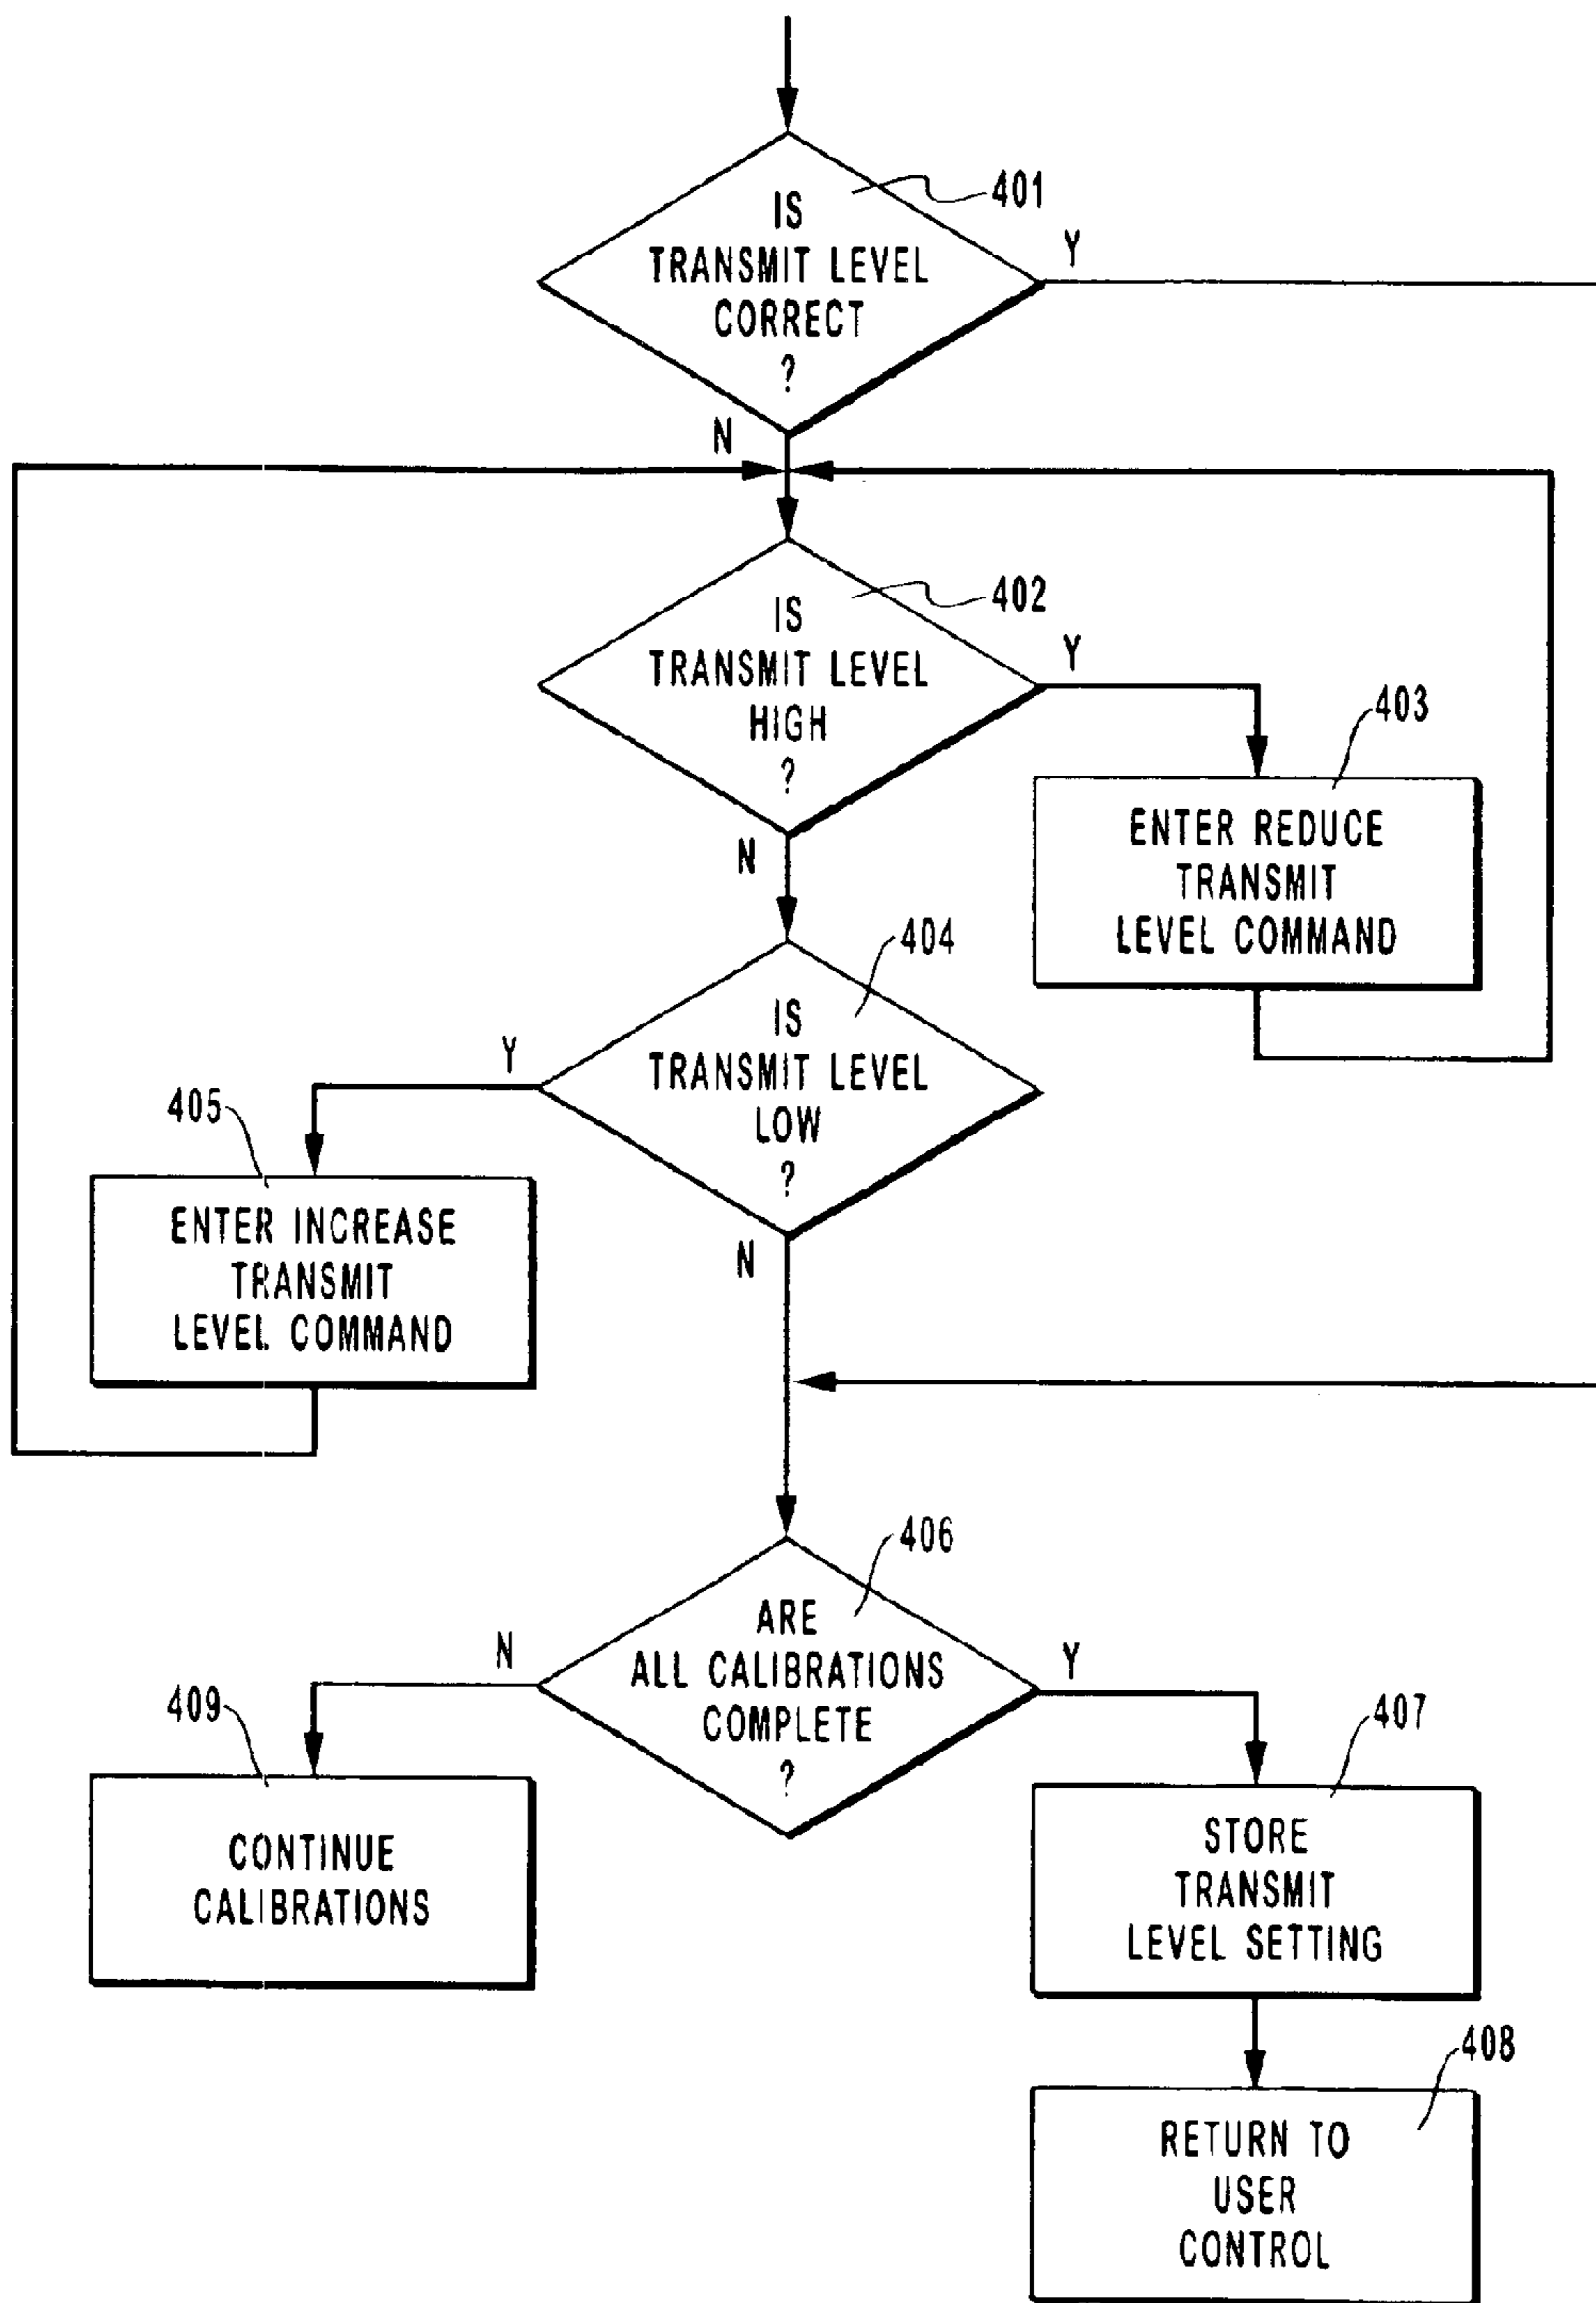 401
IS
TRANSMIT LEVEL
CORRECT
?
Y
N
402
IS
TRANSMIT LEVEL
HIGH
?
Y
N
403
ENTER REDUCE
TRANSMIT
LEVEL COMMAND
404
IS
TRANSMIT LEVEL
LOW
?
Y
N
405
ENTER INCREASE
TRANSMIT
LEVEL COMMAND
406
ARE
ALL CALIBRATIONS
COMPLETE
?
N
Y
409
CONTINUE
CALIBRATIONS
407
STORE
TRANSMIT
LEVEL SETTING
408
RETURN TO
USER
CONTROL